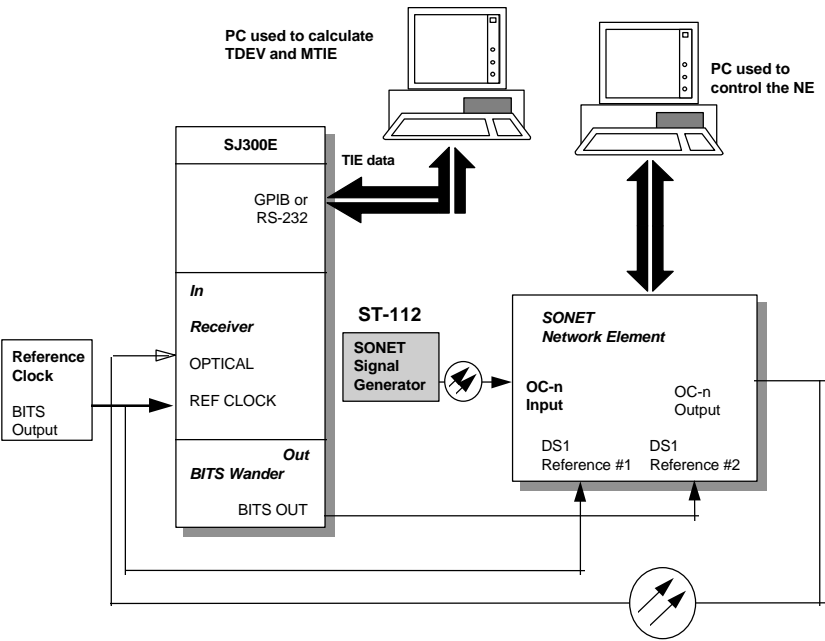 PC used to calculate
TDEV and MTIE
PC used to
control the NE
SJ300E
TIE data
GPIB or
RS-232
In
Receiver
OPTICAL
REF CLOCK
Out
BITS Wander
BITS OUT
Reference
Clock
BITS
Output
ST-112
SONET
Signal
Generator
SONET
Network Element
OC-n
Input
OC-n
Output
DS1
Reference #1
DS1
Reference #2